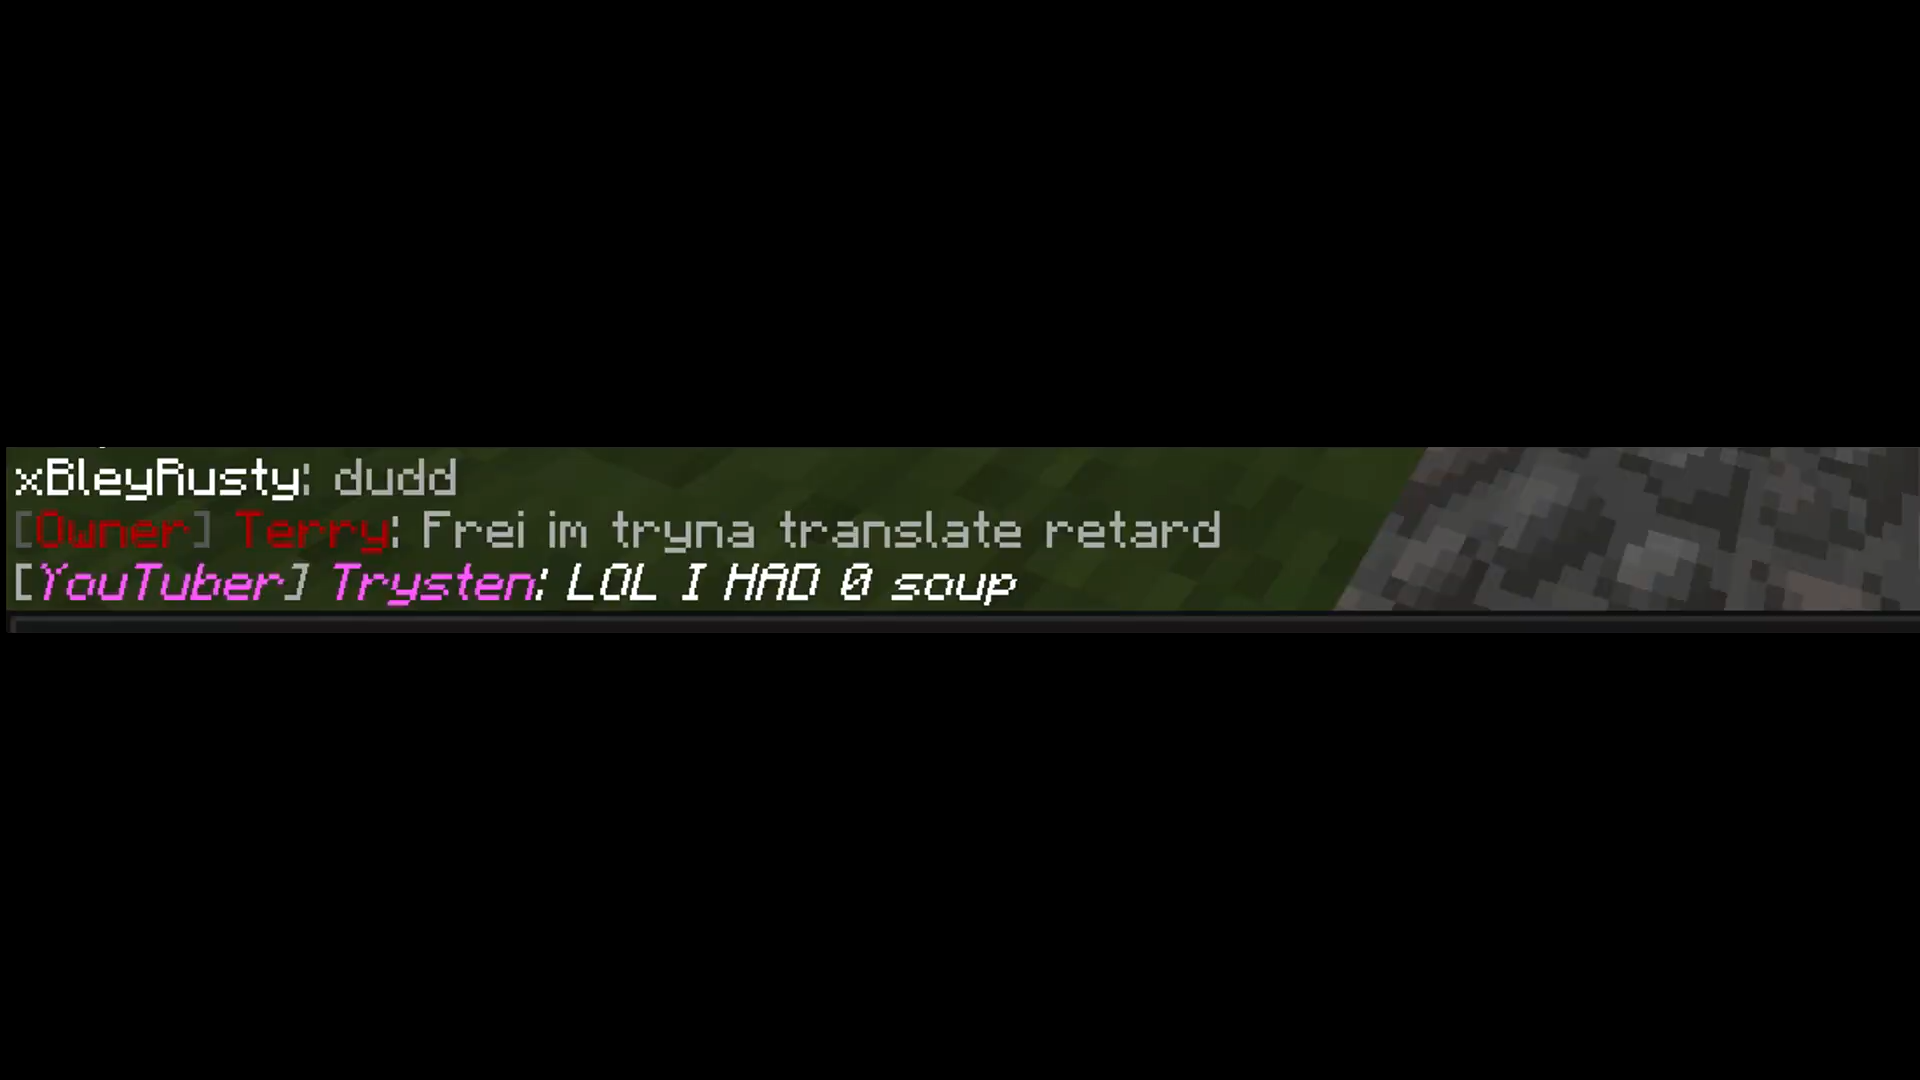 xBleyRusty: dudd
[Owner] Terry: Frei im tryna translate retard
[YouTuber] Trysten: LOL I HAD 0 soup